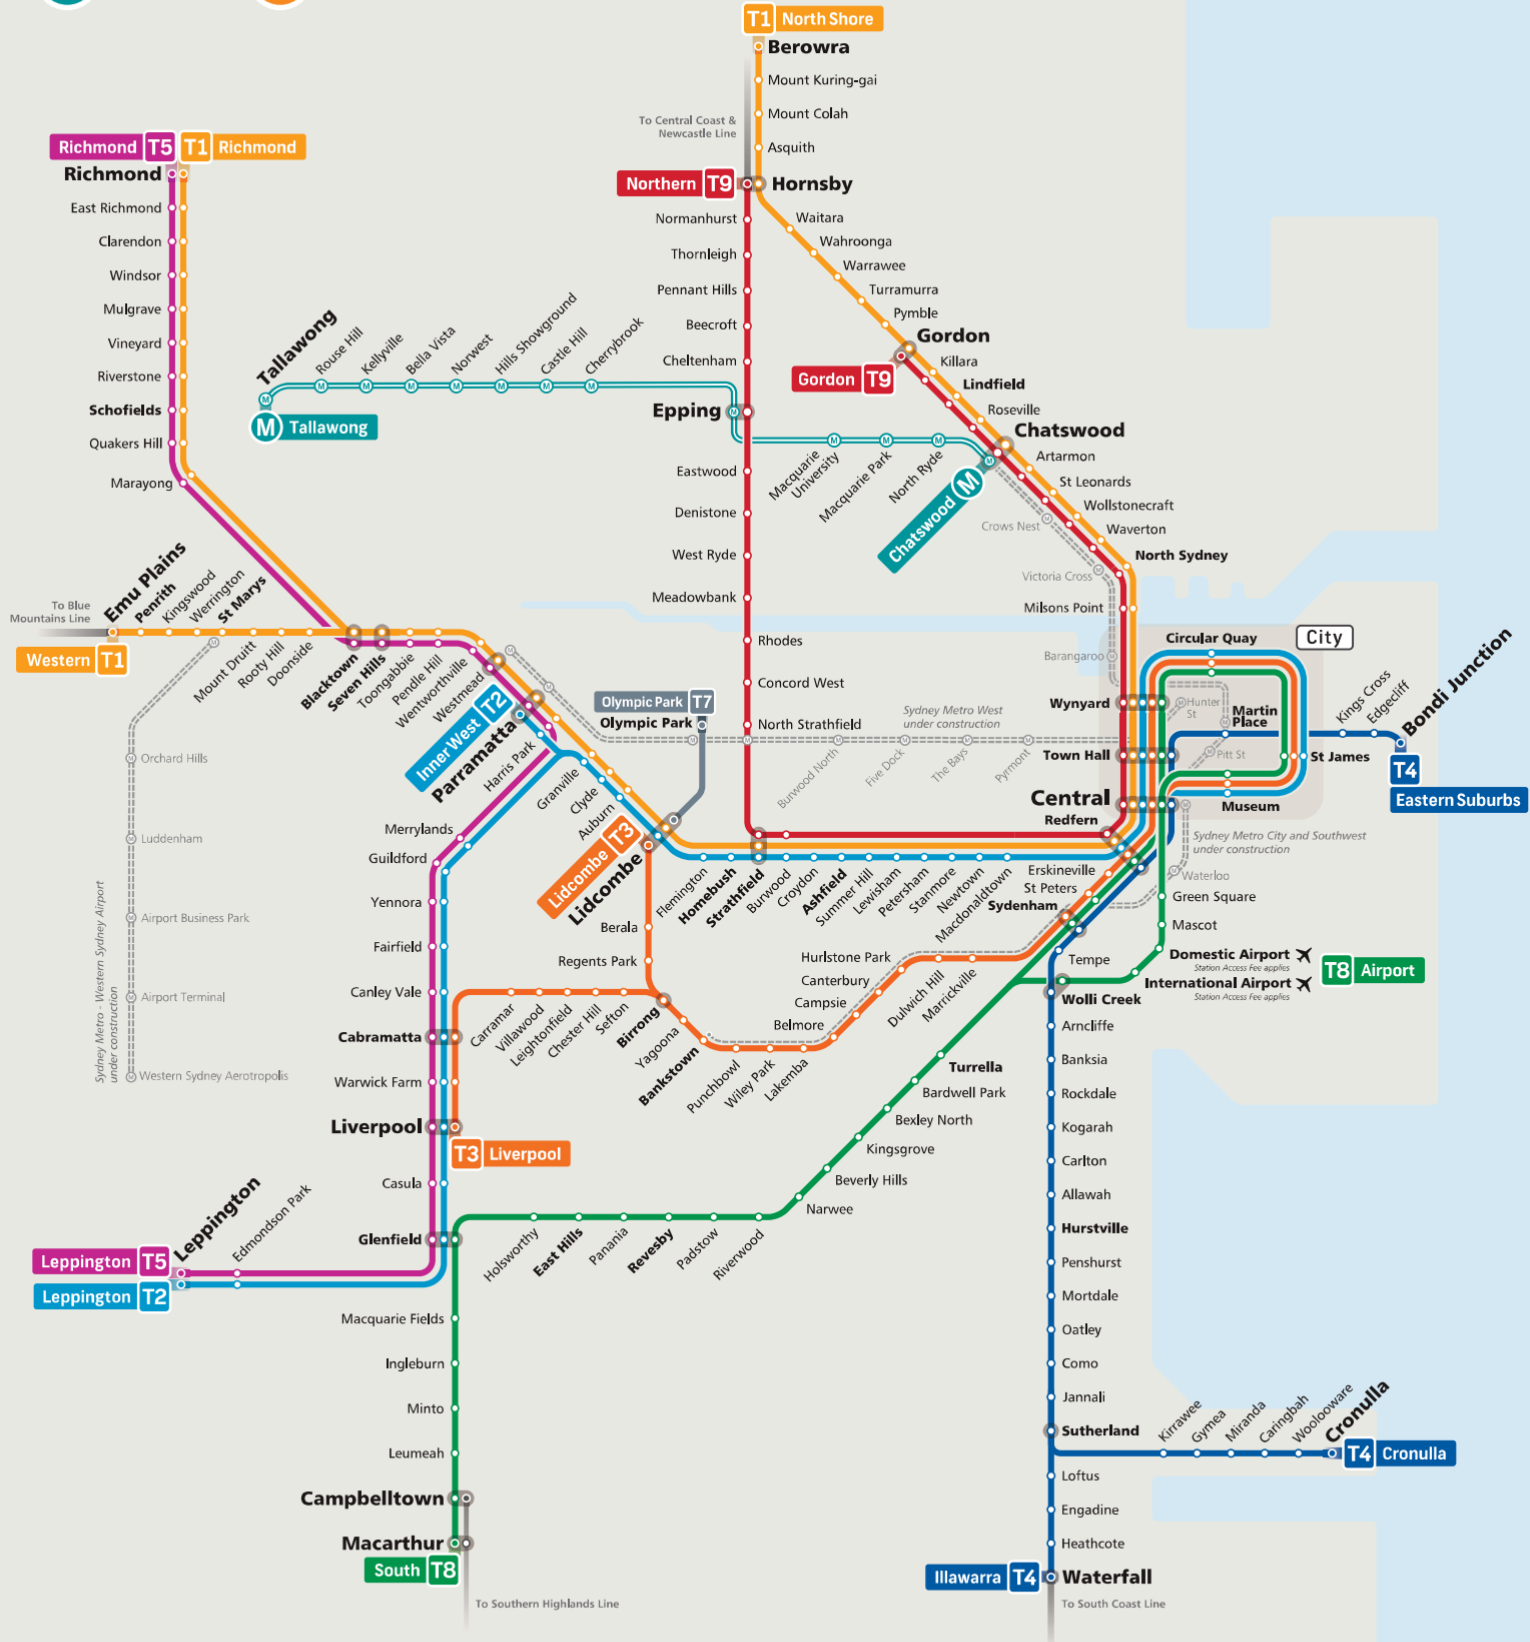 T1 North Shore
Berowra
Mount Kuring-gai
Mount Colah
To Central Coast &
Newcastle Line
Asquith
Northern T9
Hornsby
Normanhurst
Thornleigh
Pennant Hills
Beecroft
Cheltenham
Epping
Eastwood
Denistone
West Ryde
Meadowbank
Rhodes
Concord West
North Strathfield
Waitara
Wahroonga
Warrawee
Turramurra
Pymble
Gordon
Gordon T9
Killara
Lindfield
Roseville
Chatswood
Artarmon
St Leonards
Wollstonecraft
Waverton
North Sydney
Milsons Point
Richmond T5
T1 Richmond
Richmond
East Richmond
Clarendon
Windsor
Mulgrave
Vineyard
Riverstone
Schofields
Quakers Hill
Marayong
Tallawong
M Tallawong
Rouse Hill
Kellyville
Bella Vista
Norwest
Hills Showground
Castle Hill
Cherrybrook
Macquarie
University
Macquarie Park
North Ryde
Chatswood M
Crows Nest
Victoria Cross
Barangaroo
To Blue
Mountains Line
Western T1
Emu Plains
Penrith
Kingswood
Werrington
St Marys
Mount Druitt
Rooty Hill
Doonside
Blacktown
Seven Hills
Toongabbie
Pendle Hill
Wentworthville
Westmead
Inner West T2
Parramatta
Harris Park
Granville
Clyde
Auburn
Lidcombe T3
Lidcombe
Olympic Park T7
Olympic Park
Sydney Metro West
under construction
Burwood North
Five Dock
The Bays
Pyrmont
City
Circular Quay
Wynyard
Hunter
St
Martin
Place
Town Hall
Pitt St
St James
Central
Museum
Redfern
Kings Cross
Edgecliff
Bondi Junction
T4
Eastern Suburbs
Sydney Metro City and Southwest
under construction
Waterloo
Orchard Hills
Luddenham
Airport Business Park
Airport Terminal
Western Sydney Aerotropolis
Sydney Metro - Western Sydney Airport
under construction
Merrylands
Guildford
Yennora
Fairfield
Canley Vale
Cabramatta
Warwick Farm
Liverpool
T3 Liverpool
Casula
Glenfield
Leppington T5
Leppington T2
Leppington
Edmondson Park
Flemington
Homebush
Strathfield
Burwood
Croydon
Ashfield
Summer Hill
Lewisham
Petersham
Stanmore
Newtown
Macdonaldtown
Erskineville
St Peters
Sydenham
Berala
Regents Park
Carramar
Villawood
Leightonfield
Chester Hill
Sefton
Birrong
Yagoona
Bankstown
Punchbowl
Wiley Park
Lakemba
Belmore
Campsie
Canterbury
Hurlstone Park
Dulwich Hill
Marrickville
Green Square
Mascot
Domestic Airport
Station Access Fee applies
International Airport
Station Access Fee applies
T8 Airport
Tempe
Wolli Creek
Turrella
Bardwell Park
Bexley North
Kingsgrove
Beverly Hills
Narwee
Riverwood
Padstow
Revesby
Panania
East Hills
Holsworthy
Macquarie Fields
Ingleburn
Minto
Leumeah
Campbelltown
Macarthur
South T8
To Southern Highlands Line
Arncliffe
Banksia
Rockdale
Kogarah
Carlton
Allawah
Hurstville
Penshurst
Mortdale
Oatley
Como
Jannali
Sutherland
Kirrawee
Gymea
Miranda
Caringbah
Woolooware
Cronulla
T4 Cronulla
Loftus
Engadine
Heathcote
Illawarra T4
Waterfall
To South Coast Line